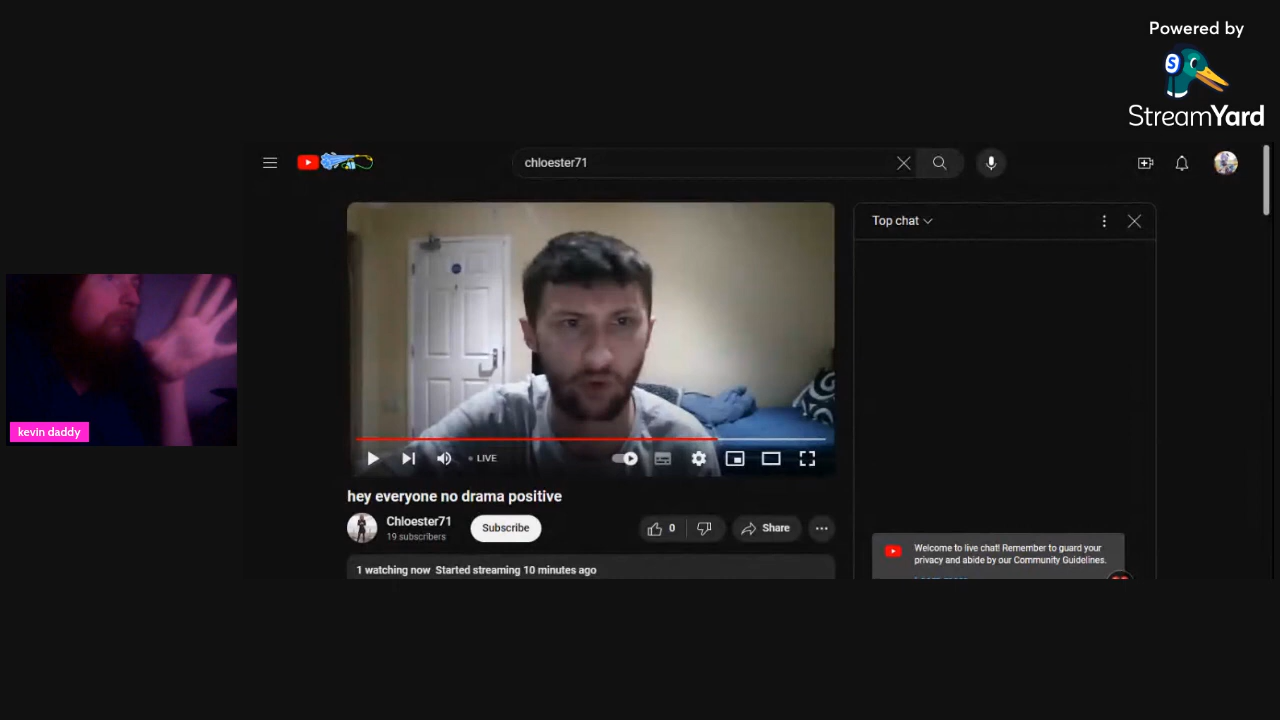 Powered by
StreamYard
chloester71
Top chat
kevin daddy
LIVE
hey everyone no drama positive
Chloester71
19 subscribers
Subscribe
0
Share
1 watching now Started streaming 10 minutes ago
Welcome to live chat! Remember to guard your
privacy and abide by our Community Guidelines.